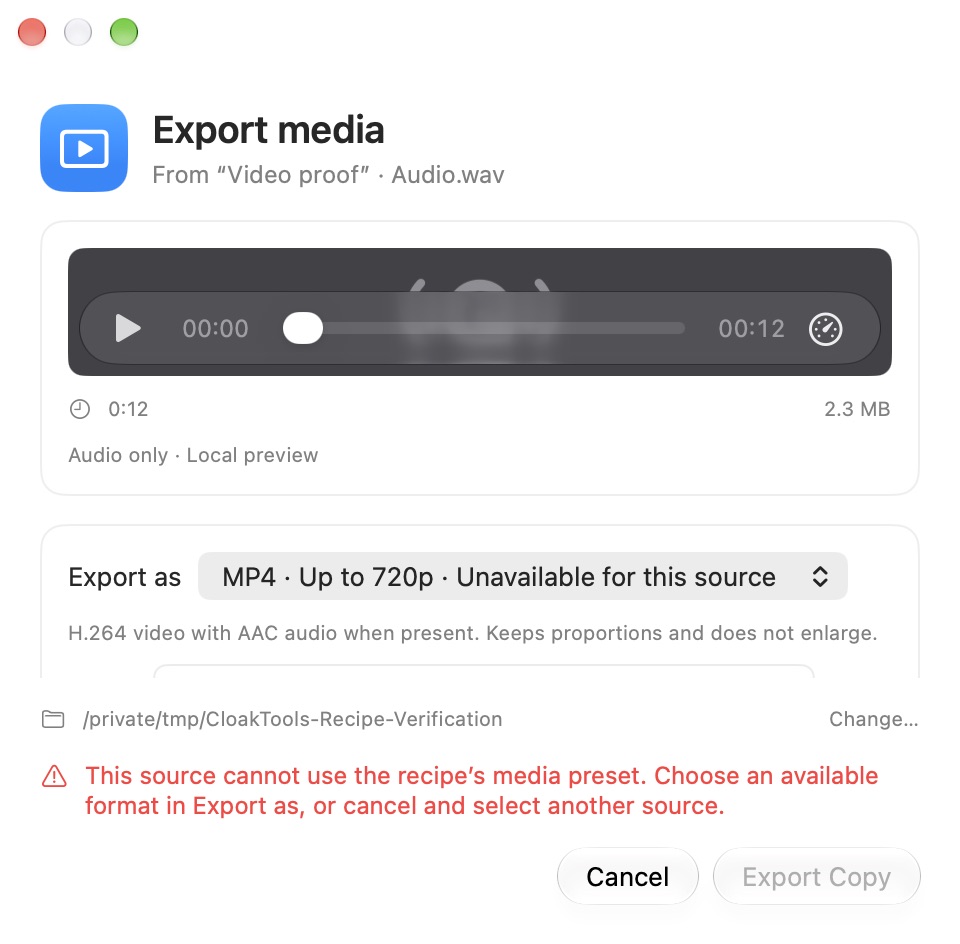 Export media
From “Video proof” · Audio.wav
00:00
00:12
0:12
2.3 MB
Audio only · Local preview
Export as
MP4 · Up to 720p · Unavailable for this source
H.264 video with AAC audio when present. Keeps proportions and does not enlarge.
/private/tmp/CloakTools-Recipe-Verification
Change…
This source cannot use the recipe’s media preset. Choose an available
format in Export as, or cancel and select another source.
Cancel
Export Copy